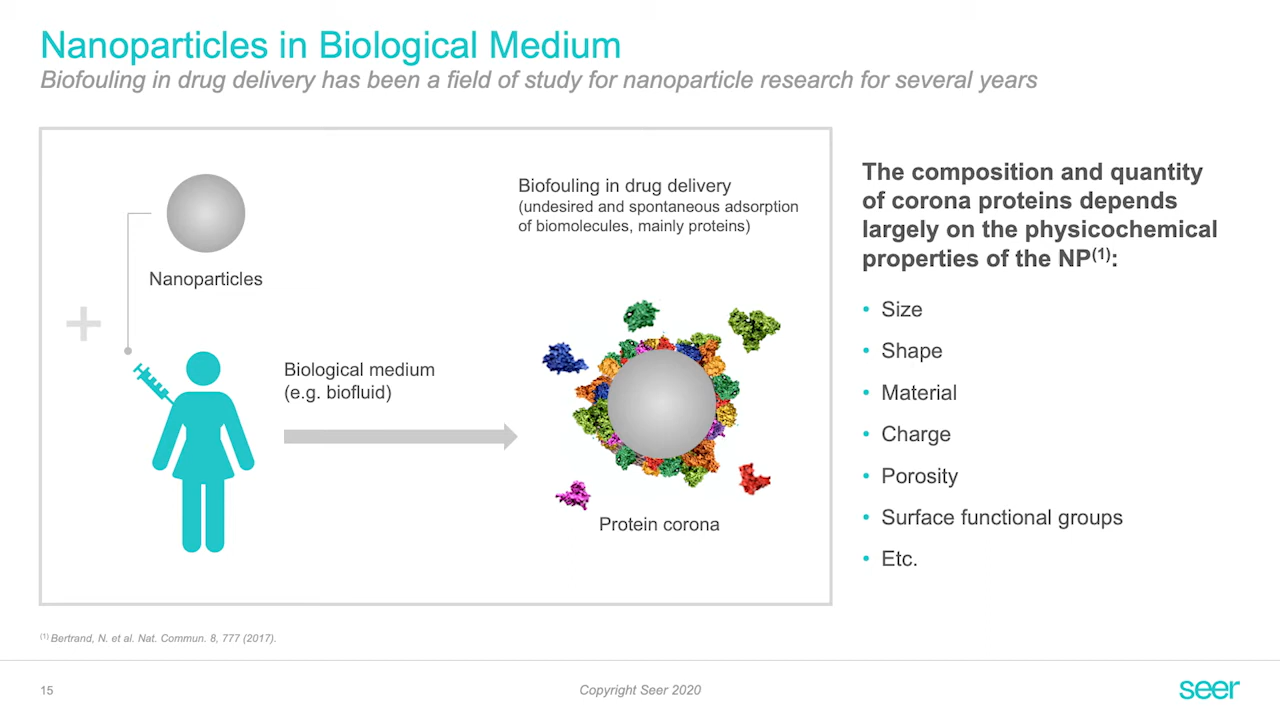 Nanoparticles in Biological Medium
Biofouling in drug delivery has been a field of study for nanoparticle research for several years
Nanoparticles
Biological medium
(e.g. biofluid)
Biofouling in drug delivery
(undesired and spontaneous adsorption
of biomolecules, mainly proteins)
Protein corona
The composition and quantity
of corona proteins depends
largely on the physicochemical
properties of the NP(1):
• Size
• Shape
• Material
• Charge
• Porosity
• Surface functional groups
• Etc.
(1) Bertrand, N. et al. Nat. Commun. 8, 777 (2017).
15
Copyright Seer 2020
seer